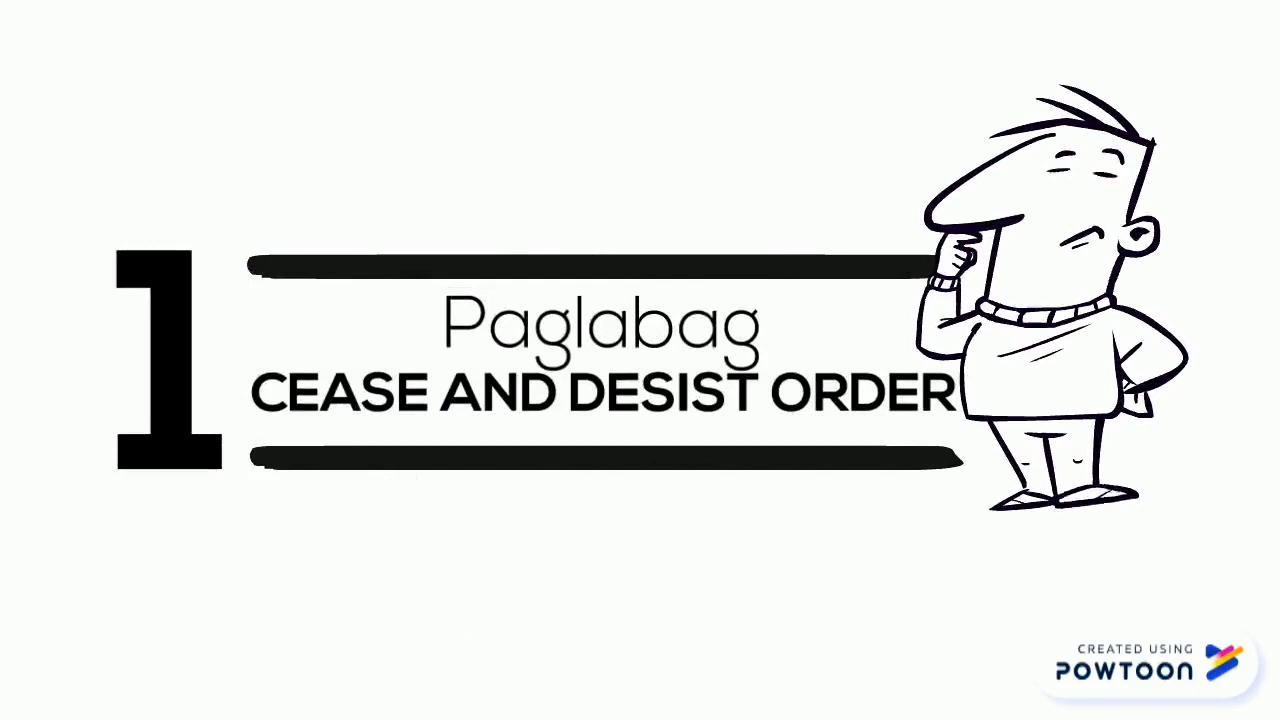 1
Paglabag
CEASE AND DESIST ORDER
CREATED USING
POWTOON